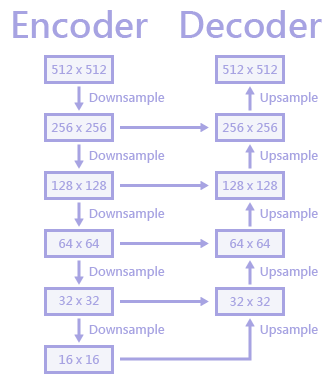 Encoder Decoder
512 x 512 512 x 512
Downsample Upsample
256 x 256 256 x 256
Downsample Upsample
128 x 128 128 x 128
Downsample Upsample
64 x 64 64 x 64
Downsample Upsample
32 x 32 32 x 32
Downsample Upsample
16 x 16